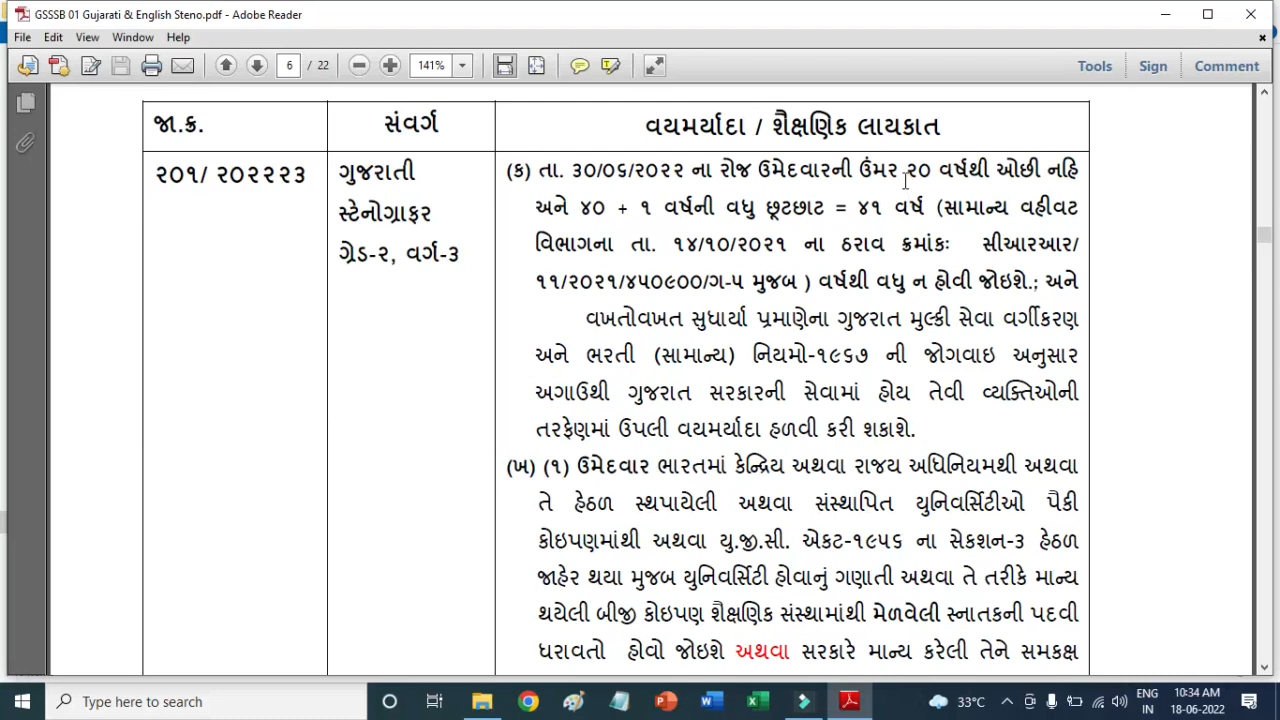 GSSSB 01 Gujarati & English Steno.pdf - Adobe Reader
File Edit View Window Help
6 / 22 141% Tools Sign Comment
જા.ક્ર. સંવર્ગ વયમર્યાદા / શૈક્ષણિક લાયકાત
૨૦૧/ ૨૦૨૨૨૩
ગુજરાતી
સ્ટેનોગ્રાફર
ગ્રેડ-૨, વર્ગ-૩
(ક) તા. ૩૦/૦૬/૨૦૨૨ ના રોજ ઉમેદવારની ઉંમર ૨૦ વર્ષથી ઓછી નહિ
અને ૪૦ + ૧ વર્ષની વધુ છૂટછાટ = ૪૧ વર્ષ (સામાન્ય વહીવટ
વિભાગના તા. ૧૪/૧૦/૨૦૨૧ ના ઠરાવ ક્રમાંકઃ સીઆરઆર/
૧૧/૨૦૨૧/૪૫૦૯૦૦/ગ-૫ મુજબ ) વર્ષથી વધુ ન હોવી જોઇશે.; અને
વખતોવખત સુધાર્યા પ્રમાણેના ગુજરાત મુલ્કી સેવા વર્ગીકરણ
અને ભરતી (સામાન્ય) નિયમો-૧૯૬૭ ની જોગવાઇ અનુસાર
અગાઉથી ગુજરાત સરકારની સેવામાં હોય તેવી વ્યક્તિઓની
તરફેણમાં ઉપલી વયમર્યાદા હળવી કરી શકાશે.
(ખ) (૧) ઉમેદવાર ભારતમાં કેન્દ્રિય અથવા રાજય અધિનિયમથી અથવા
તે હેઠળ સ્થપાયેલી અથવા સંસ્થાપિત યુનિવર્સિટીઓ પૈકી
કોઇપણમાંથી અથવા યુ.જી.સી. એકટ-૧૯૫૬ ના સેકશન-૩ હેઠળ
જાહેર થયા મુજબ યુનિવર્સિટી હોવાનું ગણાતી અથવા તે તરીકે માન્ય
થયેલી બીજી કોઇપણ શૈક્ષણિક સંસ્થામાંથી મેળવેલી સ્નાતકની પદવી
ધરાવતો હોવો જોઇશે અથવા સરકારે માન્ય કરેલી તેને સમકક્ષ
Type here to search
33°C
ENG 10:34 AM
IN 18-06-2022